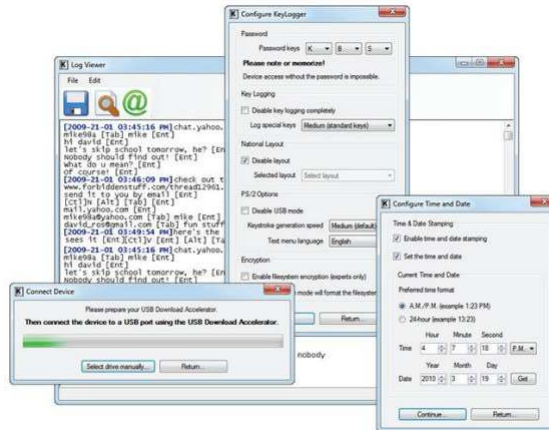 Configure KeyLogger
Password
Password keys K B S
Please note or memorize!
Device access without the password is impossible.
Key Logging
Disable key logging completely
Log special keys Medium (standard keys)
National Layout
Disable layout
Selected layout Select layout
PS/2 Options
Disable USB mode
Keystroke generation speed Medium (default)
Text menu language English
Encryption
Enable filesystem encryption (experts only)
mode will format the filesystem
Return...
Log Viewer
File Edit
[2009-21-01 03:45:16 PM]chat.yahoo.
mike98a [Tab] mike [Ent]
hi david [Ent]
let's skip school tomorrow, he? [En
Nobody should find out! [Ent]
What do u mean? [Ent]
of course! [Ent]
[2009-21-01 03:46:09 PM]check out t
www.forbiddenstuff.com/thread12961.
send it to you by email [Ent]
[Ctl]N [Alt] [Tab] [Ent]
mail.yahoo.com [Ent]
mike98a@yahoo.com [Tab] mike [Ent]
david_ros@gmail.com [Tab] fun stuff
[2009-21-01 03:49:54 PM]here's the
sees it [Ent][Ctl]V [Ent] [Alt] [Ta
[2009-21-01 03:45:16 PM]chat.yahoo.
mike98a [Tab] mike [Ent]
hi david [Ent]
let's skip school tomorrow, he? [En
Nobody should find out! [Ent]
nobody
Configure Time and Date
Time & Date Stamping
Enable time and date stamping
Set the time and date
Current Time and Date
Preferred time format
A.M./P.M. (example 1:23 PM)
24-hour (example 13:23)
Hour Minute Second
Time 4 7 18 P.M.
Year Month Day
Date 2010 3 19 Get
Continue... Return...
Connect Device
Please prepare your USB Download Accelerator.
Then connect the device to a USB port using the USB Download Accelerator.
Select drive manually... Return...